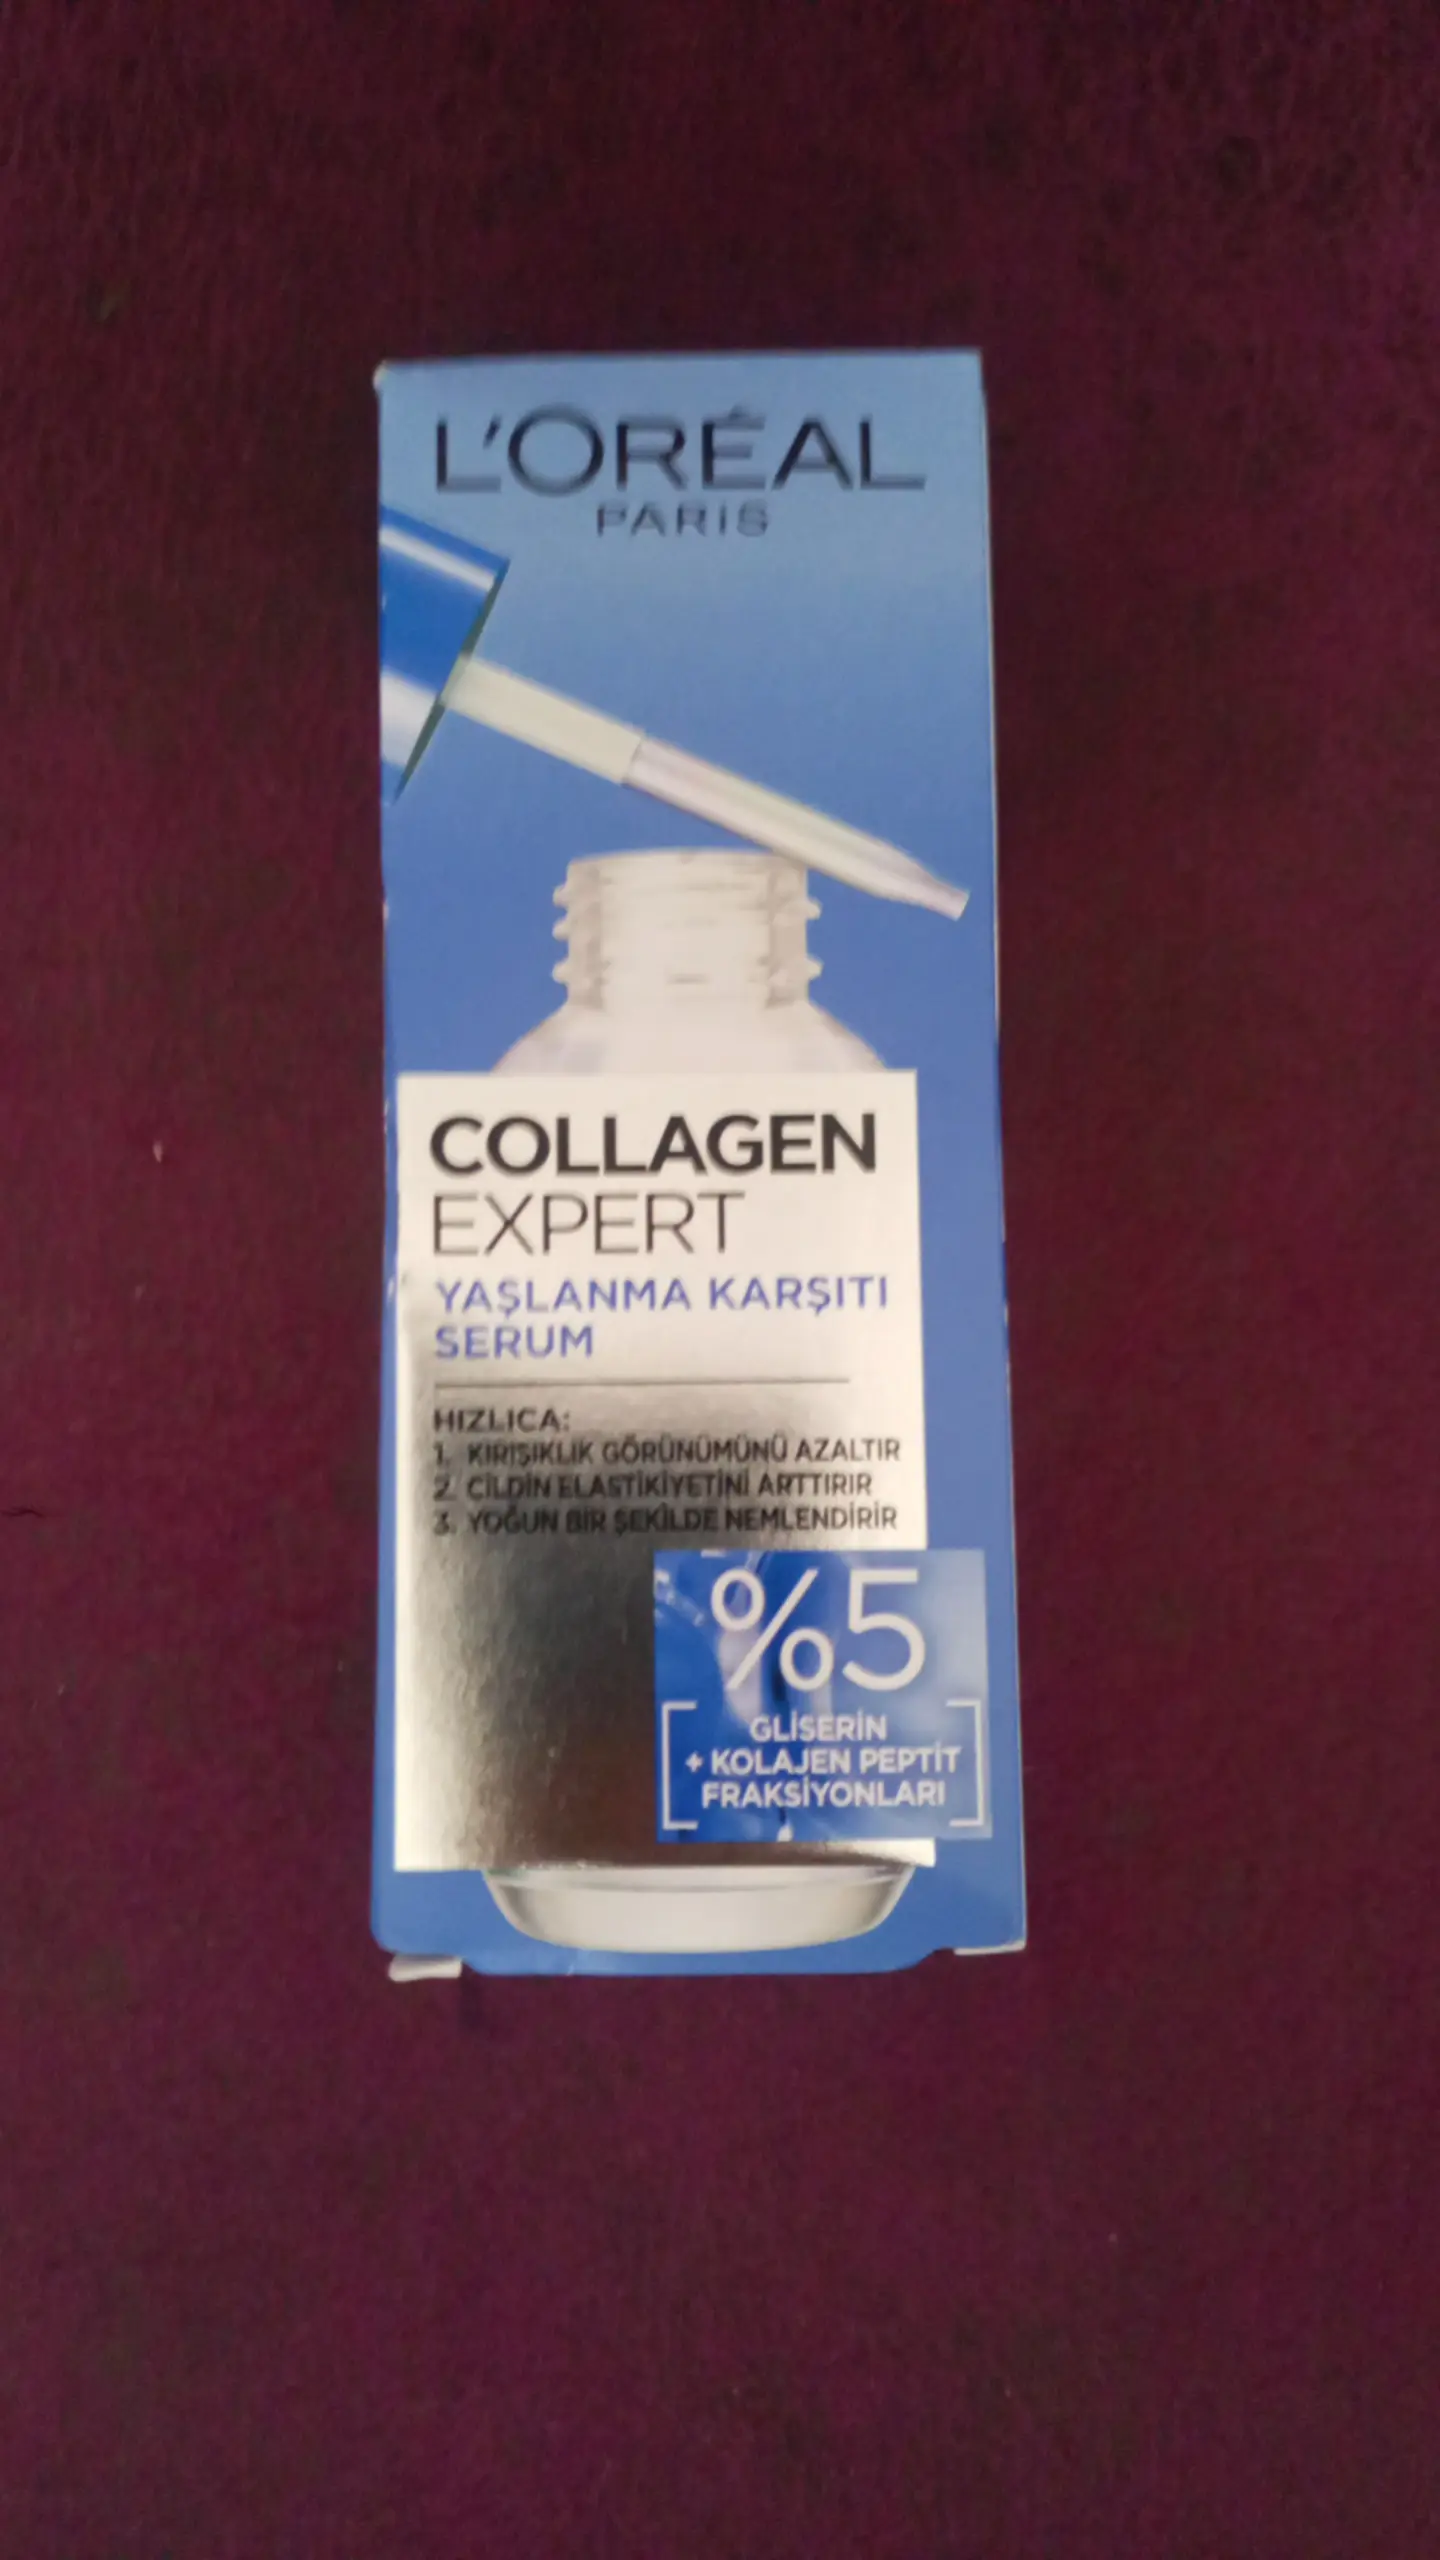 L'ORÉAL
PARIS
COLLAGEN
EXPERT
YAŞLANMA KARŞITI
SERUM
HIZLICA:
1. KIRIŞIKLIK GÖRÜNÜMÜNÜ AZALTIR
2. CİLDİN ELASTİKİYETİNİ ARTTIRIR
3. YOĞUN BİR ŞEKİLDE NEMLENDİRİR
%5
GLİSERİN
+ KOLAJEN PEPTİT
FRAKSİYONLARI